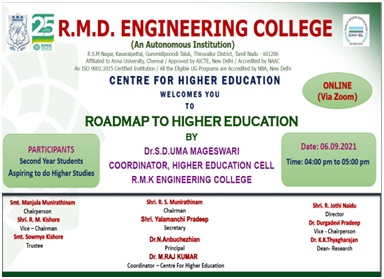 25
R.M.D. ENGINEERING COLLEGE
(An Autonomous Institution)
R.S.M Nagar, Kavaraipettai, Gummidipoondi Taluk, Thiruvallur District, Tamil Nadu - 601206
Affiliated to Anna University, Chennai / Approved by AICTE, New Delhi / Accredited by NAAC
An ISO 9001:2015 Certified Institution / All the Eligible UG Programs are Accredited by NBA, New Delhi
CENTRE FOR HIGHER EDUCATION
WELCOMES YOU
TO
ROADMAP TO HIGHER EDUCATION
BY
Dr.S.D.UMA MAGESWARI
COORDINATOR, HIGHER EDUCATION CELL
R.M.K ENGINEERING COLLEGE
ONLINE
(Via Zoom)
PARTICIPANTS
Second Year Students
Aspiring to do Higher Studies
Date: 06.09.2021
Time: 04:00 pm to 05:00 pm
Smt. Manjula Munirathinam
Chairperson
Shri. R. M. Kishore
Vice - Chairman
Smt. Sowmya Kishore
Trustee
Shri. R. S. Munirathinam
Chairman
Shri. Yalamanchi Pradeep
Secretary
Dr.N.Anbuchezhian
Principal
Dr.M.RAJ KUMAR
Coordinator – Centre For Higher Education
Shri. R. Jothi Naidu
Director
Dr. Durgadevi Pradeep
Vice - Chairman
Dr. K.K.Thyagharajan
Dean- Research